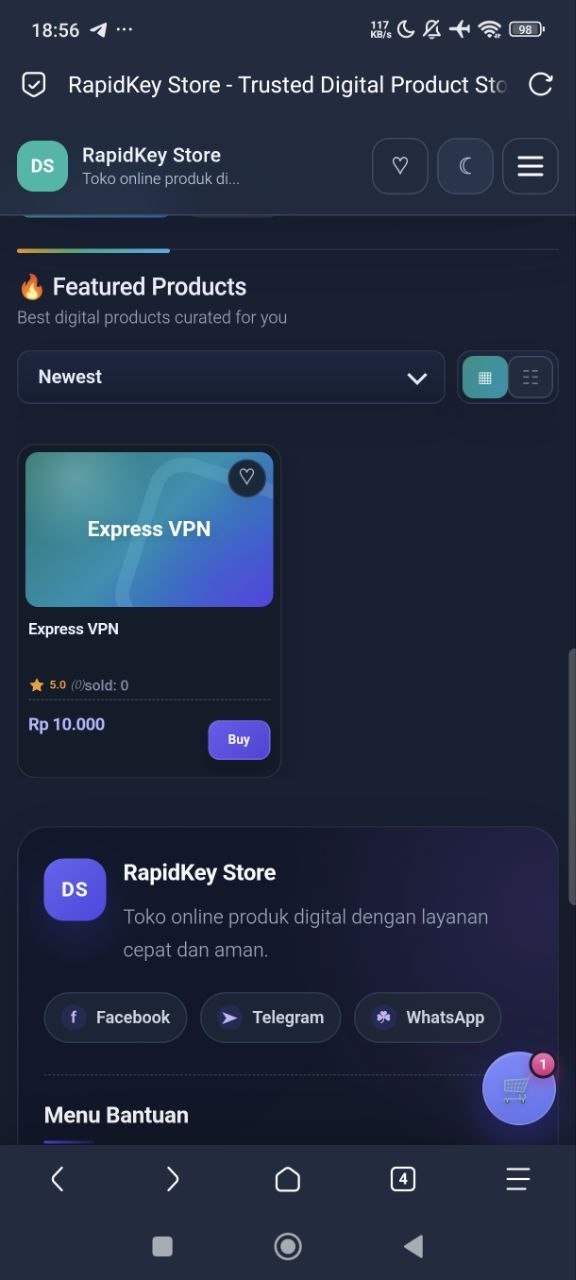 18:56
117
KB/s
98
RapidKey Store - Trusted Digital Product Sto
DS
RapidKey Store
Toko online produk di...
🔥 Featured Products
Best digital products curated for you
Newest
Express VPN
Express VPN
5.0 (0)sold: 0
Rp 10.000
Buy
DS
RapidKey Store
Toko online produk digital dengan layanan
cepat dan aman.
f Facebook
Telegram
WhatsApp
1
Menu Bantuan
4